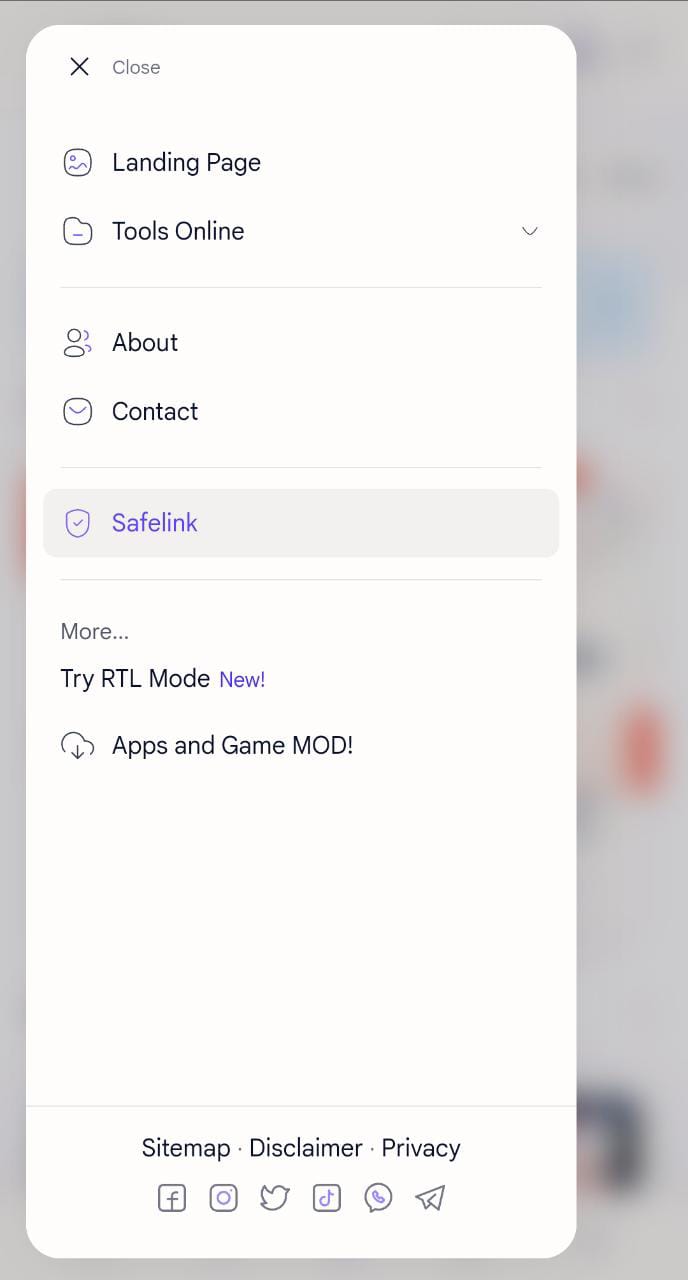 Close
Landing Page
Tools Online
About
Contact
Safelink
More...
Try RTL Mode New!
Apps and Game MOD!
Sitemap · Disclaimer · Privacy